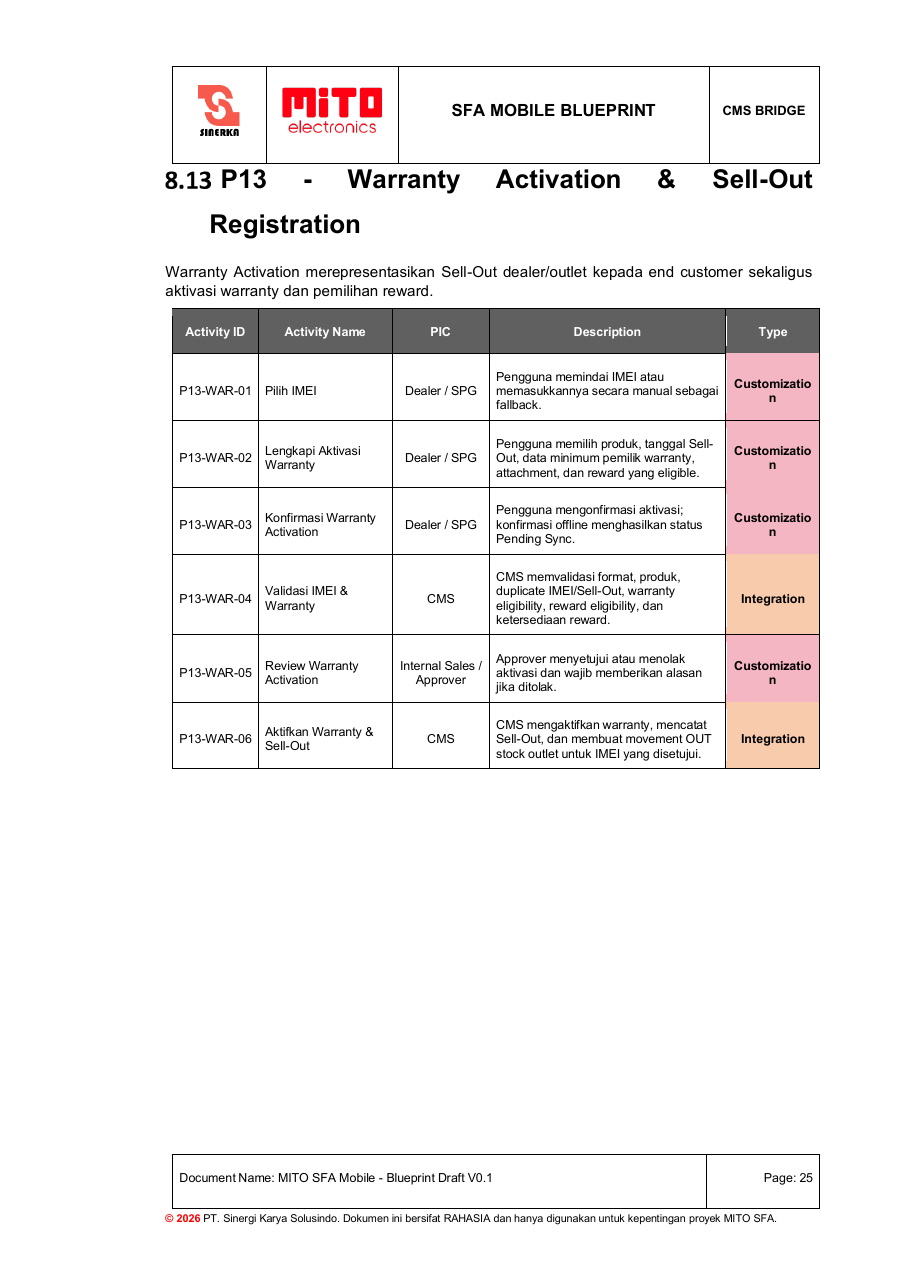 SINERKA
MiTO
electronics
SFA MOBILE BLUEPRINT
CMS BRIDGE
8.13 P13 - Warranty Activation & Sell-Out
Registration
Warranty Activation merepresentasikan Sell-Out dealer/outlet kepada end customer sekaligus
aktivasi warranty dan pemilihan reward.
Activity ID
Activity Name
PIC
Description
Type
P13-WAR-01
Pilih IMEI
Dealer / SPG
Pengguna memindai IMEI atau
memasukkannya secara manual sebagai
fallback.
Customizatio
n
P13-WAR-02
Lengkapi Aktivasi
Warranty
Dealer / SPG
Pengguna memilih produk, tanggal Sell-
Out, data minimum pemilik warranty,
attachment, dan reward yang eligible.
Customizatio
n
P13-WAR-03
Konfirmasi Warranty
Activation
Dealer / SPG
Pengguna mengonfirmasi aktivasi;
konfirmasi offline menghasilkan status
Pending Sync.
Customizatio
n
P13-WAR-04
Validasi IMEI &
Warranty
CMS
CMS memvalidasi format, produk,
duplicate IMEI/Sell-Out, warranty
eligibility, reward eligibility, dan
ketersediaan reward.
Integration
P13-WAR-05
Review Warranty
Activation
Internal Sales /
Approver
Approver menyetujui atau menolak
aktivasi dan wajib memberikan alasan
jika ditolak.
Customizatio
n
P13-WAR-06
Aktifkan Warranty &
Sell-Out
CMS
CMS mengaktifkan warranty, mencatat
Sell-Out, dan membuat movement OUT
stock outlet untuk IMEI yang disetujui.
Integration
Document Name: MITO SFA Mobile - Blueprint Draft V0.1
Page: 25
© 2026 PT. Sinergi Karya Solusindo. Dokumen ini bersifat RAHASIA dan hanya digunakan untuk kepentingan proyek MITO SFA.